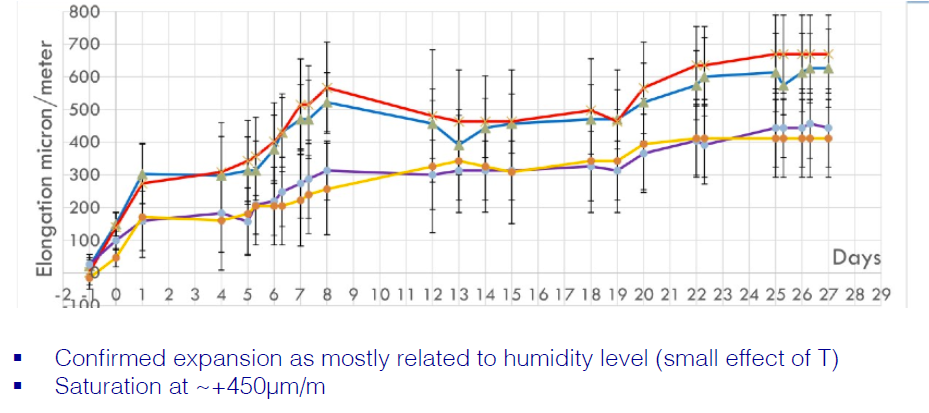 800
700
600
500
400
300
200
100
0
-100
Elongation micron/meter
Days
-2 0 1 2 3 4 5 6 7 8 9 10 11 12 13 14 15 16 17 18 19 20 21 22 23 24 25 26 27 28 29
▪ Confirmed expansion as mostly related to humidity level (small effect of T)
▪ Saturation at ~+450μm/m